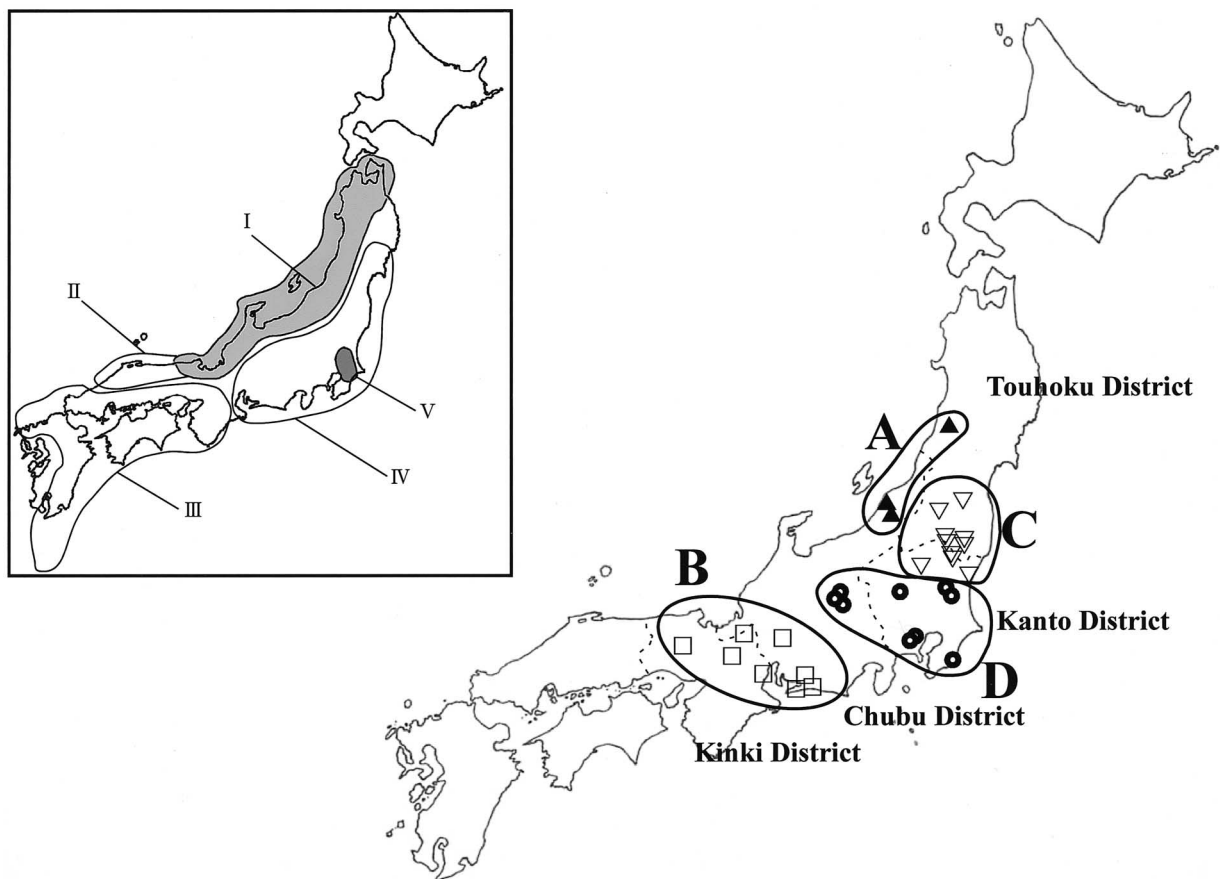 I
II
III
IV
V
Touhoku District
A
C
B
Kanto District
D
Chubu District
Kinki District